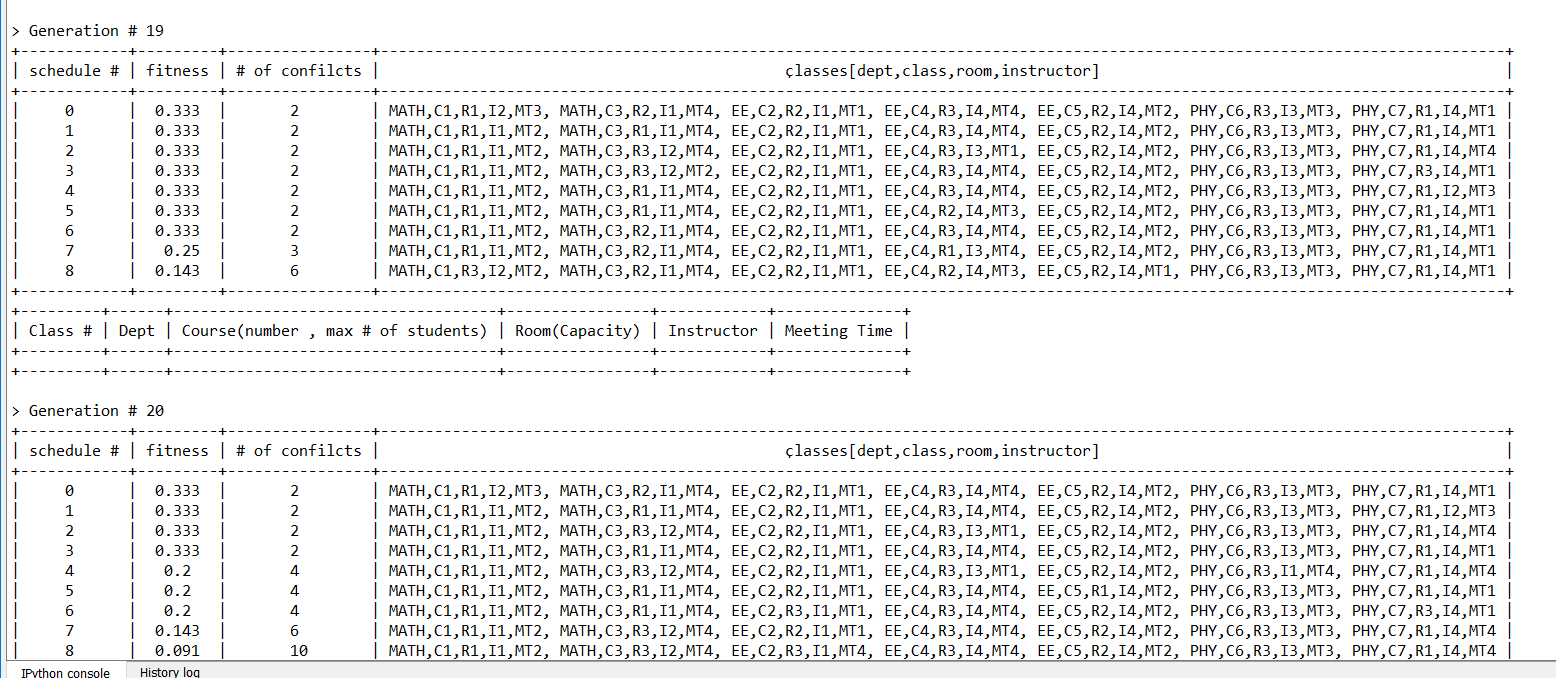 > Generation # 19
+------------+---------+----------------+-----------------------------------------------------------------------------------------------------------------------------+
| schedule # | fitness | # of confilcts | çlasses[dept,class,room,instructor] |
+------------+---------+----------------+-----------------------------------------------------------------------------------------------------------------------------+
| 0 | 0.333 | 2 | MATH,C1,R1,I2,MT3, MATH,C3,R2,I1,MT4, EE,C2,R2,I1,MT1, EE,C4,R3,I4,MT4, EE,C5,R2,I4,MT2, PHY,C6,R3,I3,MT3, PHY,C7,R1,I4,MT1 |
| 1 | 0.333 | 2 | MATH,C1,R1,I1,MT2, MATH,C3,R1,I1,MT4, EE,C2,R2,I1,MT1, EE,C4,R3,I4,MT4, EE,C5,R2,I4,MT2, PHY,C6,R3,I3,MT3, PHY,C7,R1,I4,MT1 |
| 2 | 0.333 | 2 | MATH,C1,R1,I1,MT2, MATH,C3,R3,I2,MT4, EE,C2,R2,I1,MT1, EE,C4,R3,I3,MT1, EE,C5,R2,I4,MT2, PHY,C6,R3,I3,MT3, PHY,C7,R1,I4,MT4 |
| 3 | 0.333 | 2 | MATH,C1,R1,I1,MT2, MATH,C3,R3,I2,MT2, EE,C2,R2,I1,MT1, EE,C4,R3,I4,MT4, EE,C5,R2,I4,MT2, PHY,C6,R3,I3,MT3, PHY,C7,R3,I4,MT1 |
| 4 | 0.333 | 2 | MATH,C1,R1,I1,MT2, MATH,C3,R1,I1,MT4, EE,C2,R2,I1,MT1, EE,C4,R3,I4,MT4, EE,C5,R2,I4,MT2, PHY,C6,R3,I3,MT3, PHY,C7,R1,I2,MT3 |
| 5 | 0.333 | 2 | MATH,C1,R1,I1,MT2, MATH,C3,R1,I1,MT4, EE,C2,R2,I1,MT1, EE,C4,R2,I4,MT3, EE,C5,R2,I4,MT2, PHY,C6,R3,I3,MT3, PHY,C7,R1,I4,MT1 |
| 6 | 0.333 | 2 | MATH,C1,R1,I1,MT2, MATH,C3,R2,I1,MT4, EE,C2,R2,I1,MT1, EE,C4,R3,I4,MT4, EE,C5,R2,I4,MT2, PHY,C6,R3,I3,MT3, PHY,C7,R1,I4,MT1 |
| 7 | 0.25 | 3 | MATH,C1,R1,I1,MT2, MATH,C3,R2,I1,MT4, EE,C2,R2,I1,MT1, EE,C4,R1,I3,MT4, EE,C5,R2,I4,MT2, PHY,C6,R3,I3,MT3, PHY,C7,R1,I4,MT1 |
| 8 | 0.143 | 6 | MATH,C1,R3,I2,MT2, MATH,C3,R2,I1,MT4, EE,C2,R2,I1,MT1, EE,C4,R2,I4,MT3, EE,C5,R2,I4,MT1, PHY,C6,R3,I3,MT3, PHY,C7,R1,I4,MT1 |
+------------+---------+----------------+-----------------------------------------------------------------------------------------------------------------------------+
+---------+------+------------------------------------+----------------+------------+--------------+
| Class # | Dept | Course(number , max # of students) | Room(Capacity) | Instructor | Meeting Time |
+---------+------+------------------------------------+----------------+------------+--------------+
+---------+------+------------------------------------+----------------+------------+--------------+
> Generation # 20
+------------+---------+----------------+-----------------------------------------------------------------------------------------------------------------------------+
| schedule # | fitness | # of confilcts | çlasses[dept,class,room,instructor] |
+------------+---------+----------------+-----------------------------------------------------------------------------------------------------------------------------+
| 0 | 0.333 | 2 | MATH,C1,R1,I2,MT3, MATH,C3,R2,I1,MT4, EE,C2,R2,I1,MT1, EE,C4,R3,I4,MT4, EE,C5,R2,I4,MT2, PHY,C6,R3,I3,MT3, PHY,C7,R1,I4,MT1 |
| 1 | 0.333 | 2 | MATH,C1,R1,I1,MT2, MATH,C3,R1,I1,MT4, EE,C2,R2,I1,MT1, EE,C4,R3,I4,MT4, EE,C5,R2,I4,MT2, PHY,C6,R3,I3,MT3, PHY,C7,R1,I2,MT3 |
| 2 | 0.333 | 2 | MATH,C1,R1,I1,MT2, MATH,C3,R3,I2,MT4, EE,C2,R2,I1,MT1, EE,C4,R3,I3,MT1, EE,C5,R2,I4,MT2, PHY,C6,R3,I3,MT3, PHY,C7,R1,I4,MT4 |
| 3 | 0.333 | 2 | MATH,C1,R1,I1,MT2, MATH,C3,R1,I1,MT4, EE,C2,R2,I1,MT1, EE,C4,R3,I4,MT4, EE,C5,R2,I4,MT2, PHY,C6,R3,I3,MT3, PHY,C7,R1,I4,MT1 |
| 4 | 0.2 | 4 | MATH,C1,R1,I1,MT2, MATH,C3,R3,I2,MT4, EE,C2,R2,I1,MT1, EE,C4,R3,I3,MT1, EE,C5,R2,I4,MT2, PHY,C6,R3,I1,MT4, PHY,C7,R1,I4,MT4 |
| 5 | 0.2 | 4 | MATH,C1,R1,I1,MT2, MATH,C3,R1,I1,MT4, EE,C2,R2,I1,MT1, EE,C4,R3,I4,MT4, EE,C5,R1,I4,MT2, PHY,C6,R3,I3,MT3, PHY,C7,R1,I4,MT1 |
| 6 | 0.2 | 4 | MATH,C1,R1,I1,MT2, MATH,C3,R1,I1,MT4, EE,C2,R3,I1,MT1, EE,C4,R3,I4,MT4, EE,C5,R2,I4,MT2, PHY,C6,R3,I3,MT3, PHY,C7,R3,I4,MT1 |
| 7 | 0.143 | 6 | MATH,C1,R1,I1,MT2, MATH,C3,R3,I2,MT4, EE,C2,R2,I1,MT1, EE,C4,R3,I4,MT4, EE,C5,R2,I4,MT2, PHY,C6,R3,I3,MT3, PHY,C7,R1,I4,MT4 |
| 8 | 0.091 | 10 | MATH,C1,R1,I1,MT2, MATH,C3,R3,I2,MT4, EE,C2,R3,I1,MT4, EE,C4,R3,I4,MT4, EE,C5,R2,I4,MT2, PHY,C6,R3,I3,MT3, PHY,C7,R1,I4,MT4 |
IPython console History log